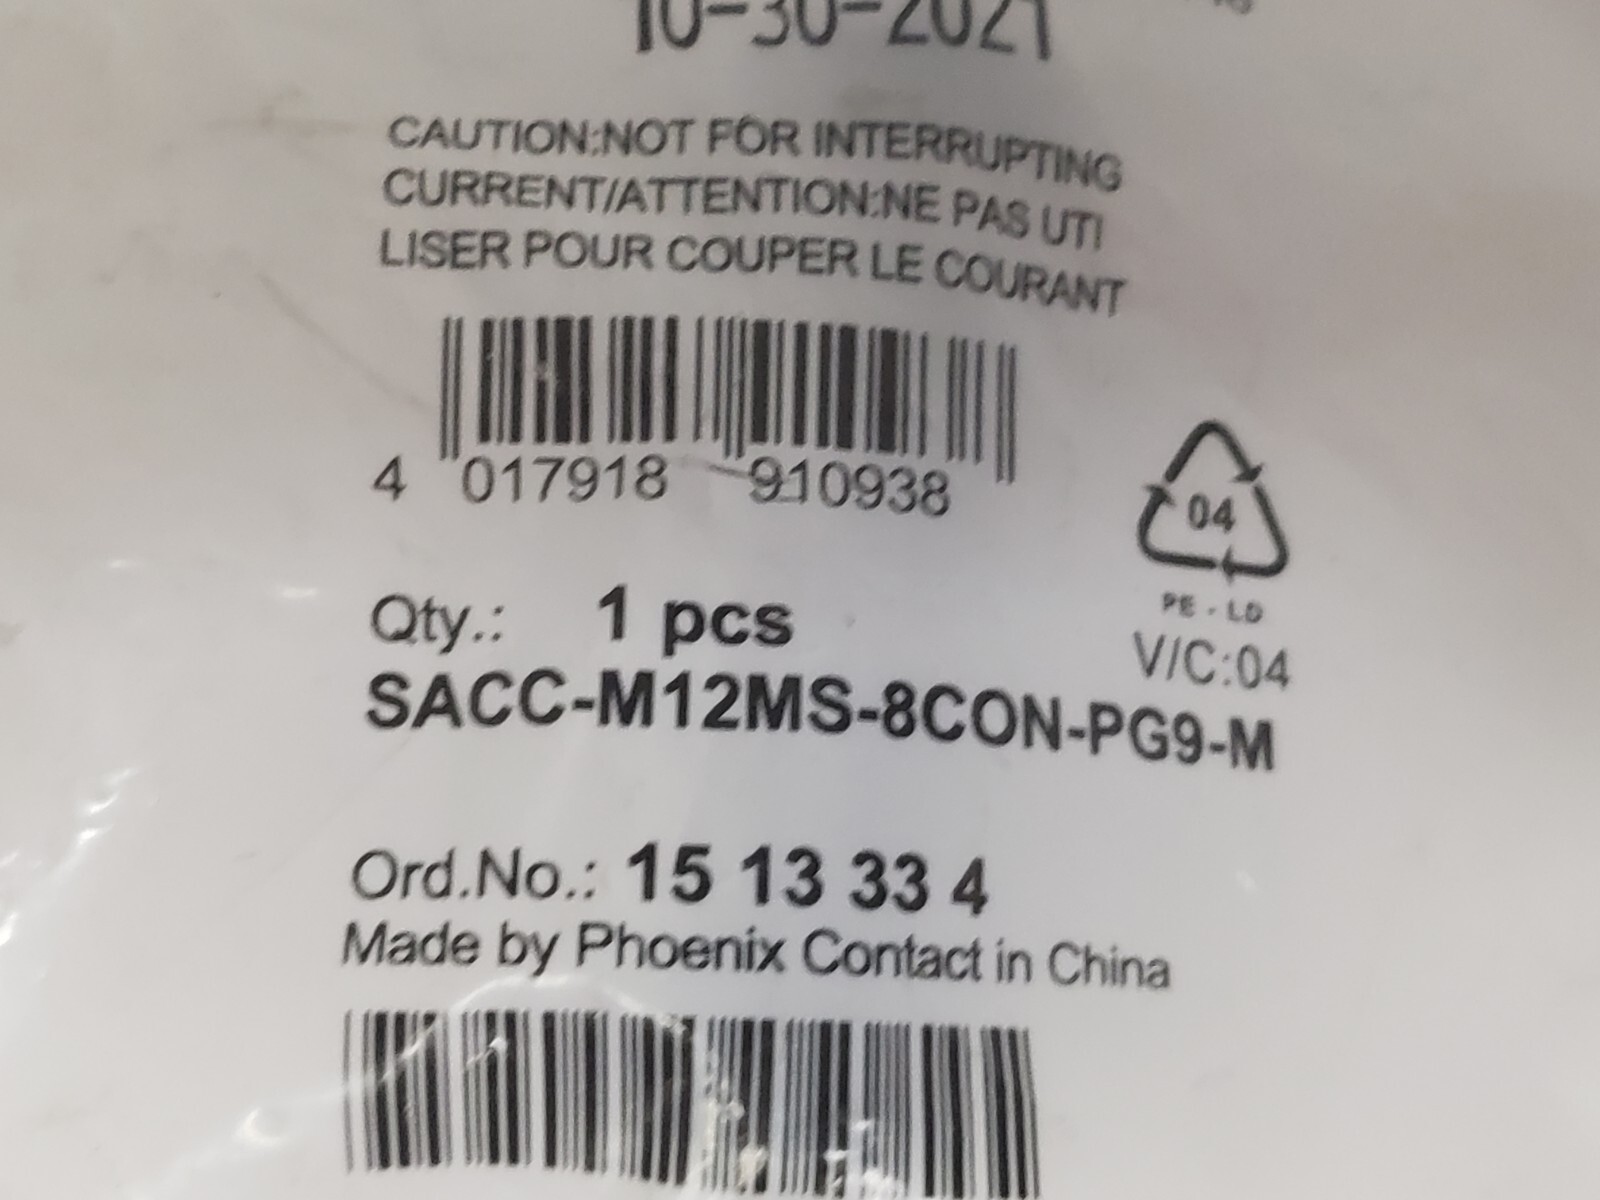 10-30-2021
CAUTION:NOT FOR INTERRUPTING
CURRENT/ATTENTION:NE PAS UTI
LISER POUR COUPER LE COURANT
4 017918 910938
04
PE-LD
V/C:04
Qty.: 1 pcs
SACC-M12MS-8CON-PG9-M
Ord.No.: 15 13 33 4
Made by Phoenix Contact in China